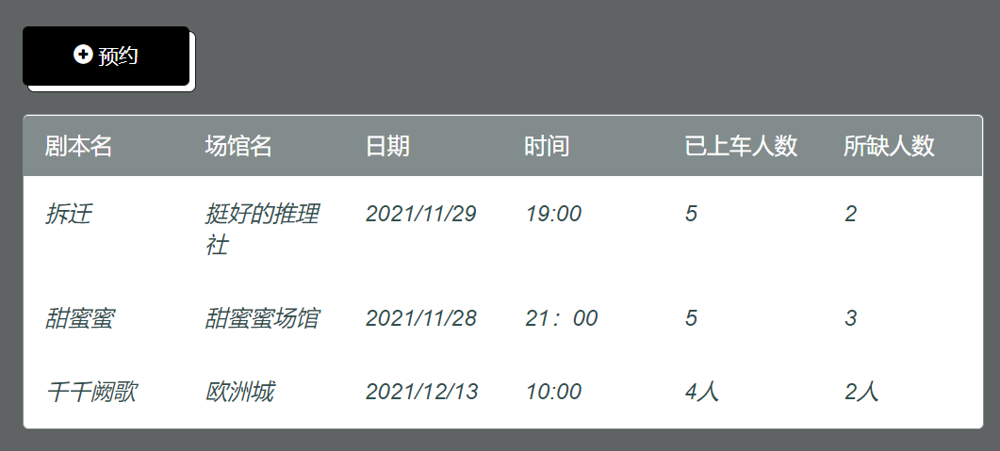 预约
剧本名 场馆名 日期 时间 已上车人数 所缺人数
拆迁 挺好的推理 2021/11/29 19:00 5 2
社
甜蜜蜜 甜蜜蜜场馆 2021/11/28 21：00 5 3
千千阙歌 欧洲城 2021/12/13 10:00 4人 2人